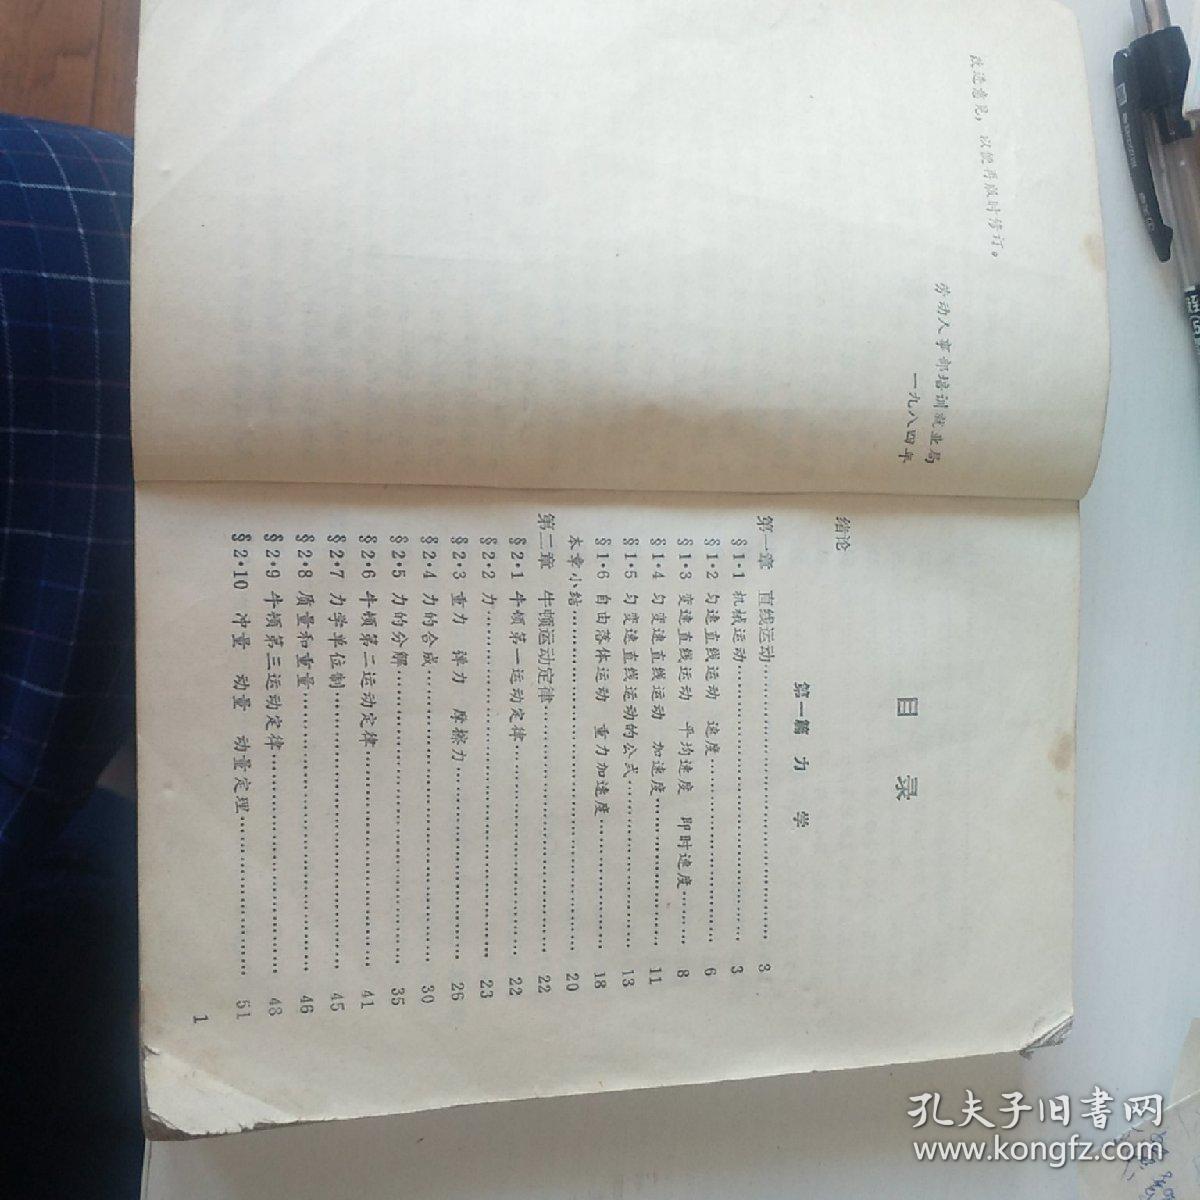 改进意见，以便再版时修订。
劳动人事部培训就业局
一九八四年
目 录
绪论
第一篇 力 学
第一章 直线运动……………………………… 3
§1·1 机械运动……………………………… 3
§1·2 匀速直线运动 速度……………………… 6
§1·3 变速直线运动 平均速度 即时速度……… 8
§1·4 匀变速直线运动 加速度………………… 11
§1·5 匀变速直线运动的公式………………… 13
§1·6 自由落体运动 重力加速度……………… 18
本章小结……………………………………… 20
第二章 牛顿运动定律…………………………… 22
§2·1 牛顿第一运动定律……………………… 22
§2·2 力……………………………………… 23
§2·3 重力 弹力 摩擦力……………………… 26
§2·4 力的合成……………………………… 30
§2·5 力的分解……………………………… 35
§2·6 牛顿第二运动定律……………………… 41
§2·7 力学单位制…………………………… 45
§2·8 质量和重量…………………………… 46
§2·9 牛顿第三运动定律……………………… 48
§2·10 冲量 动量 动量定理…………………… 51
1
孔夫子旧书网
www.kongfz.com